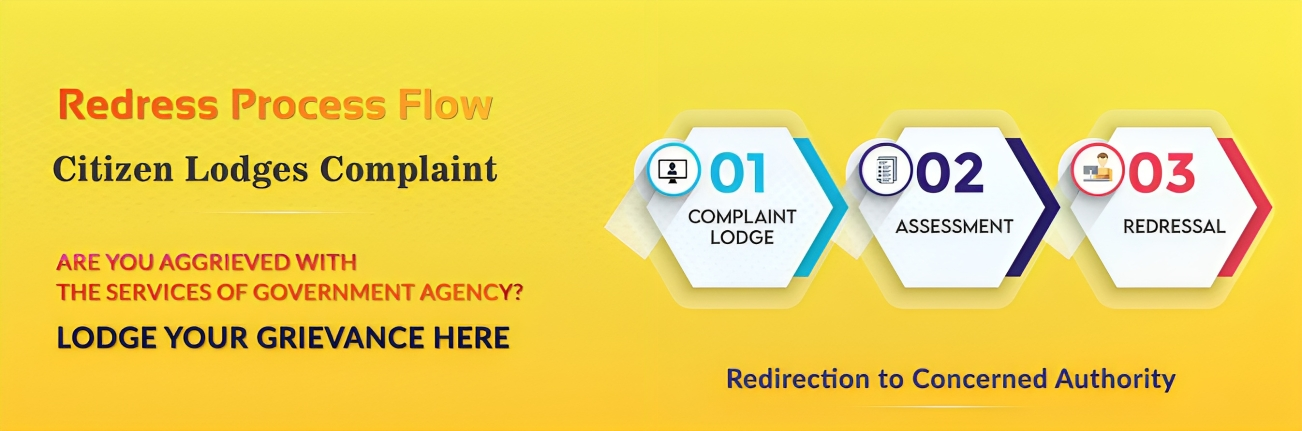 Redress Process Flow
Citizen Lodges Complaint
ARE YOU AGGRIEVED WITH
THE SERVICES OF GOVERNMENT AGENCY?
LODGE YOUR GRIEVANCE HERE
01
COMPLAINT
LODGE
02
ASSESSMENT
03
REDRESSAL
Redirection to Concerned Authority